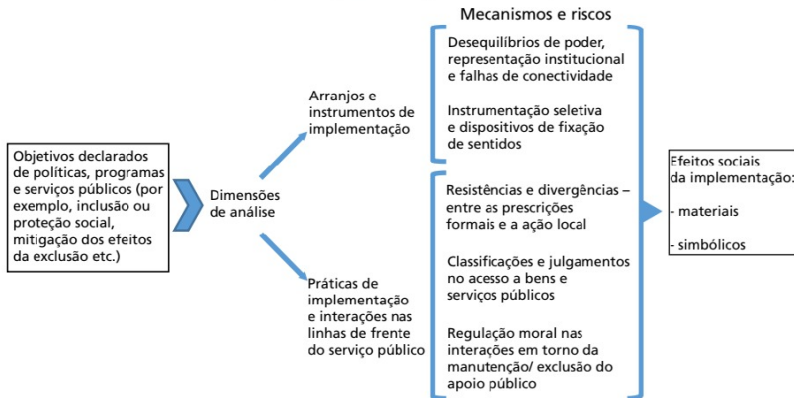 Mecanismos e riscos
Objetivos declarados
de políticas, programas
e serviços públicos (por
exemplo, inclusão ou
proteção social,
mitigação dos efeitos
da exclusão etc.)
Dimensões
de análise
Arranjos e
instrumentos de
implementação
Desequilíbrios de poder,
representação institucional
e falhas de conectividade
Instrumentação seletiva
e dispositivos de fixação
de sentidos
Práticas de
implementação
e interações nas
linhas de frente
do serviço público
Resistências e divergências –
entre as prescrições
formais e a ação local
Classificações e julgamentos
no acesso a bens e
serviços públicos
Regulação moral nas
interações em torno da
manutenção/ exclusão do
apoio público
Efeitos sociais
da implementação:
- materiais
- simbólicos